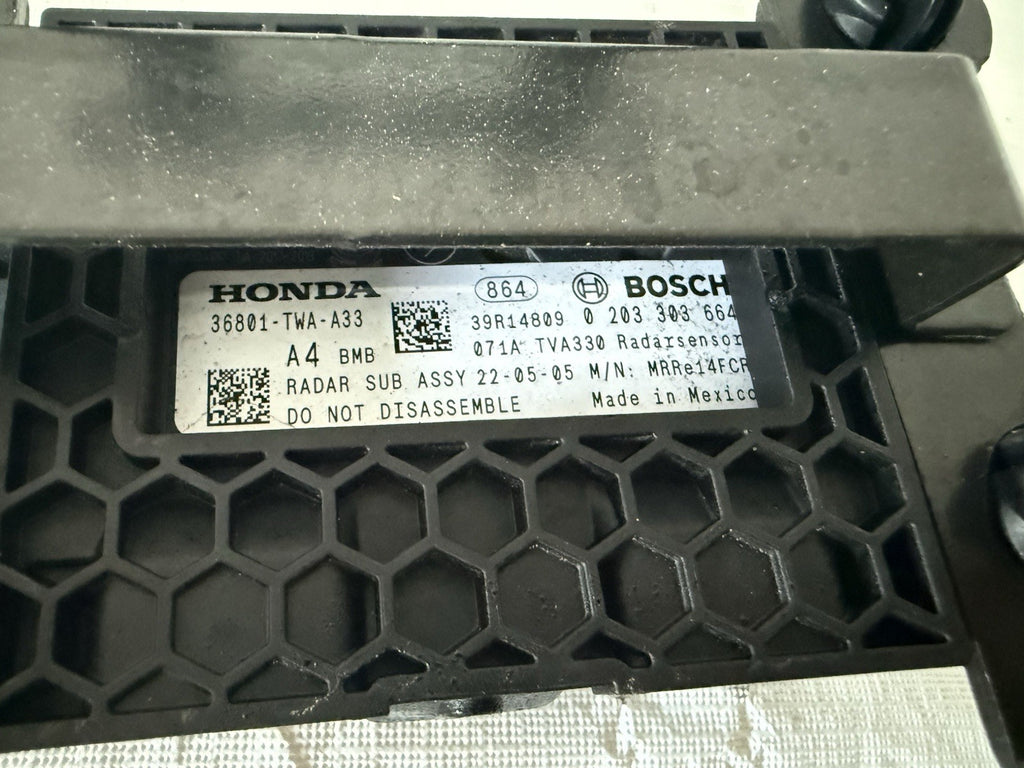 HONDA 864 BOSCH
36801-TWA-A33 39R14809 0 203 303 664
A4 BMB 071A TVA330 Radarsensor
RADAR SUB ASSY 22-05-05 M/N: MRRe14FCR
DO NOT DISASSEMBLE Made in Mexico